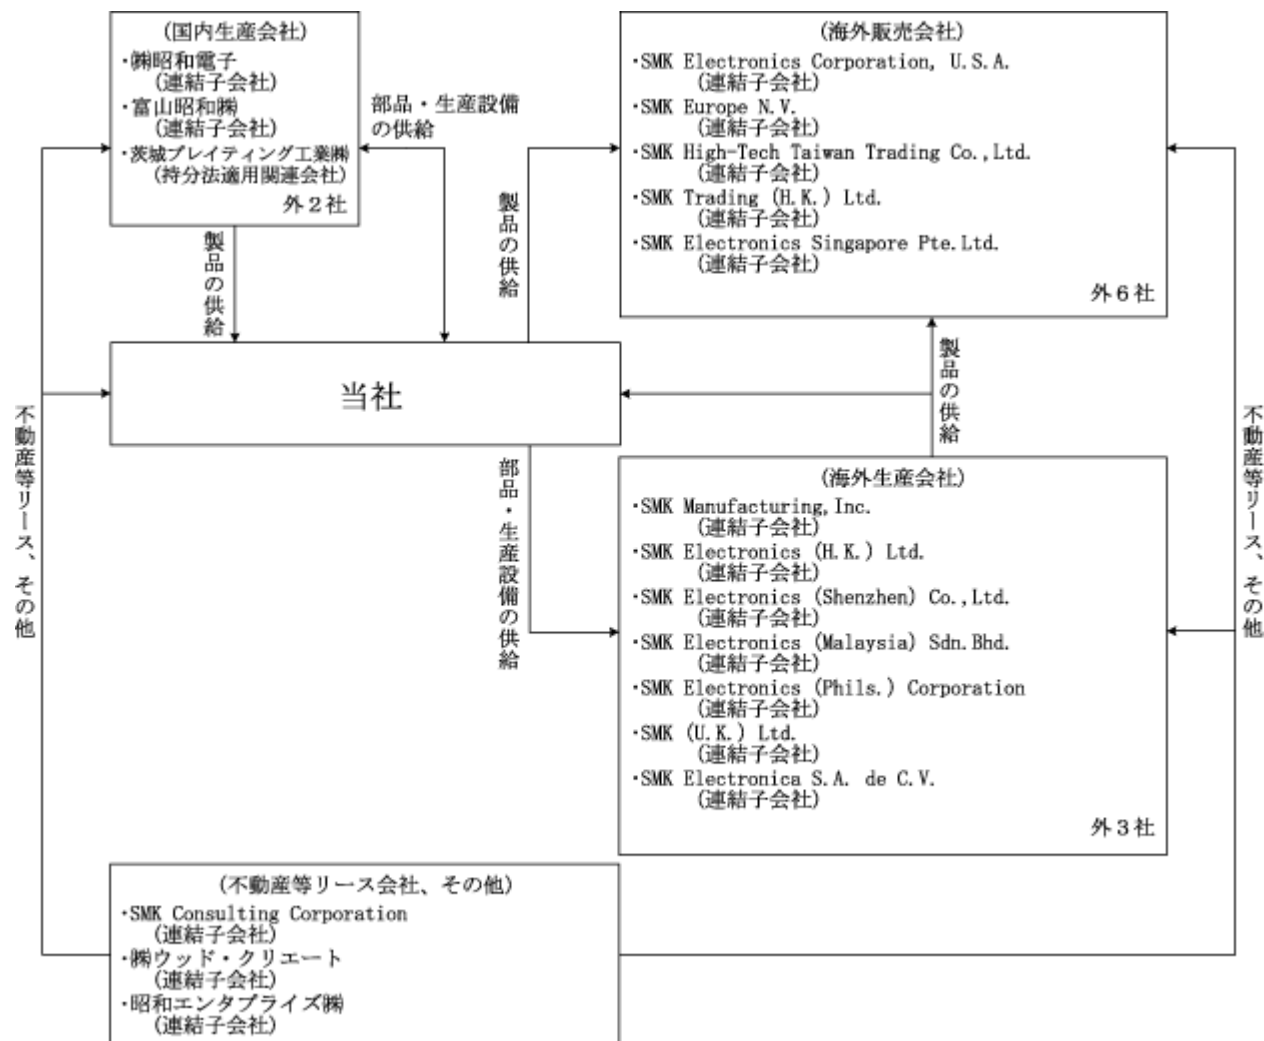 (国内生産会社)
・㈱昭和電子
(連結子会社)
・富山昭和㈱
(連結子会社)
・茨城プレイティング工業㈱
(持分法適用関連会社)
外2社
部品・生産設備
の供給
(海外販売会社)
・SMK Electronics Corporation, U.S.A.
(連結子会社)
・SMK Europe N.V.
(連結子会社)
・SMK High-Tech Taiwan Trading Co.,Ltd.
(連結子会社)
・SMK Trading (H.K.) Ltd.
(連結子会社)
・SMK Electronics Singapore Pte.Ltd.
(連結子会社)
外6社
製品の供給
製品の供給
当社
製品の供給
不動産等リース、その他
部品・生産設備の供給
(海外生産会社)
・SMK Manufacturing,Inc.
(連結子会社)
・SMK Electronics (H.K.) Ltd.
(連結子会社)
・SMK Electronics (Shenzhen) Co.,Ltd.
(連結子会社)
・SMK Electronics (Malaysia) Sdn.Bhd.
(連結子会社)
・SMK Electronics (Phils.) Corporation
(連結子会社)
・SMK (U.K.) Ltd.
(連結子会社)
・SMK Electronica S.A. de C.V.
(連結子会社)
外3社
不動産等リース、その他
(不動産等リース会社、その他)
・SMK Consulting Corporation
(連結子会社)
・㈱ウッド・クリエート
(連結子会社)
・昭和エンタプライズ㈱
(連結子会社)